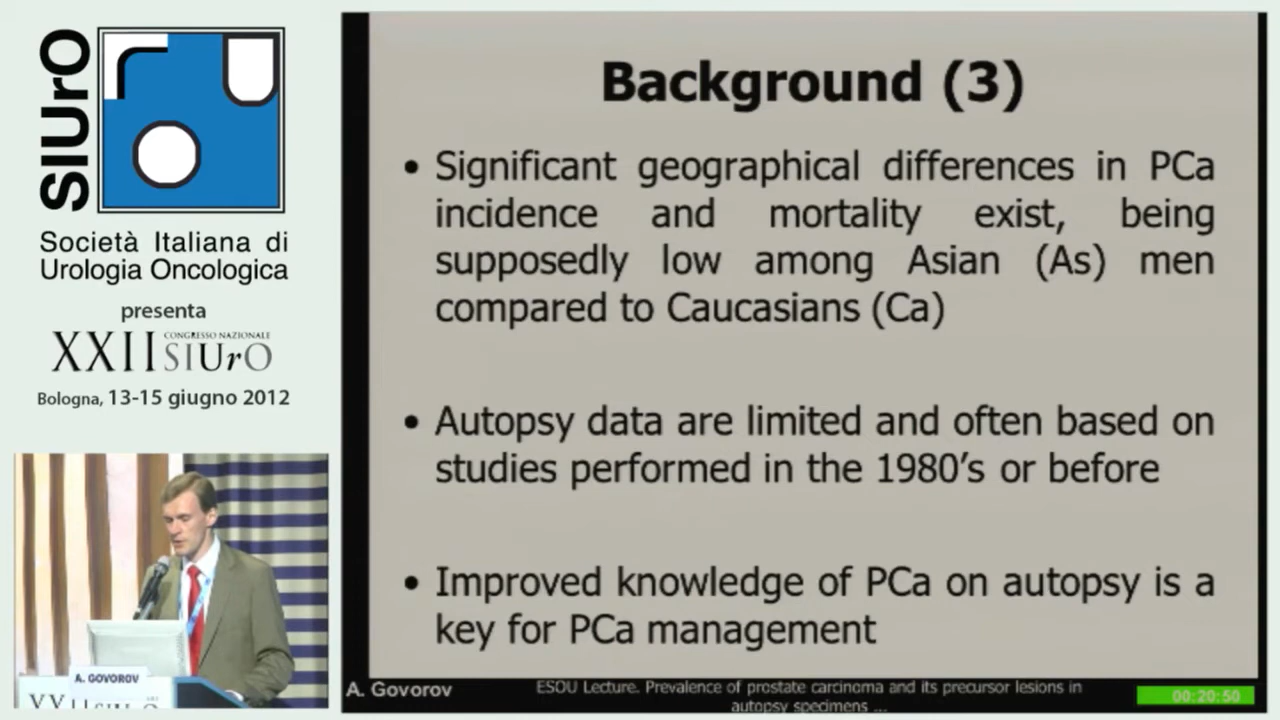 SIUrO
Società Italiana di
Urologia Oncologica
presenta
XXII CONGRESSO NAZIONALE SIUrO
Bologna, 13-15 giugno 2012
Background (3)
• Significant geographical differences in PCa
incidence and mortality exist, being
supposedly low among Asian (As) men
compared to Caucasians (Ca)
• Autopsy data are limited and often based on
studies performed in the 1980's or before
• Improved knowledge of PCa on autopsy is a
key for PCa management
A. GOVOROV
XXII SIUrO
A. Govorov
ESOU Lecture. Prevalence of prostate carcinoma and its precursor lesions in
autopsy specimens ...
00:20:50